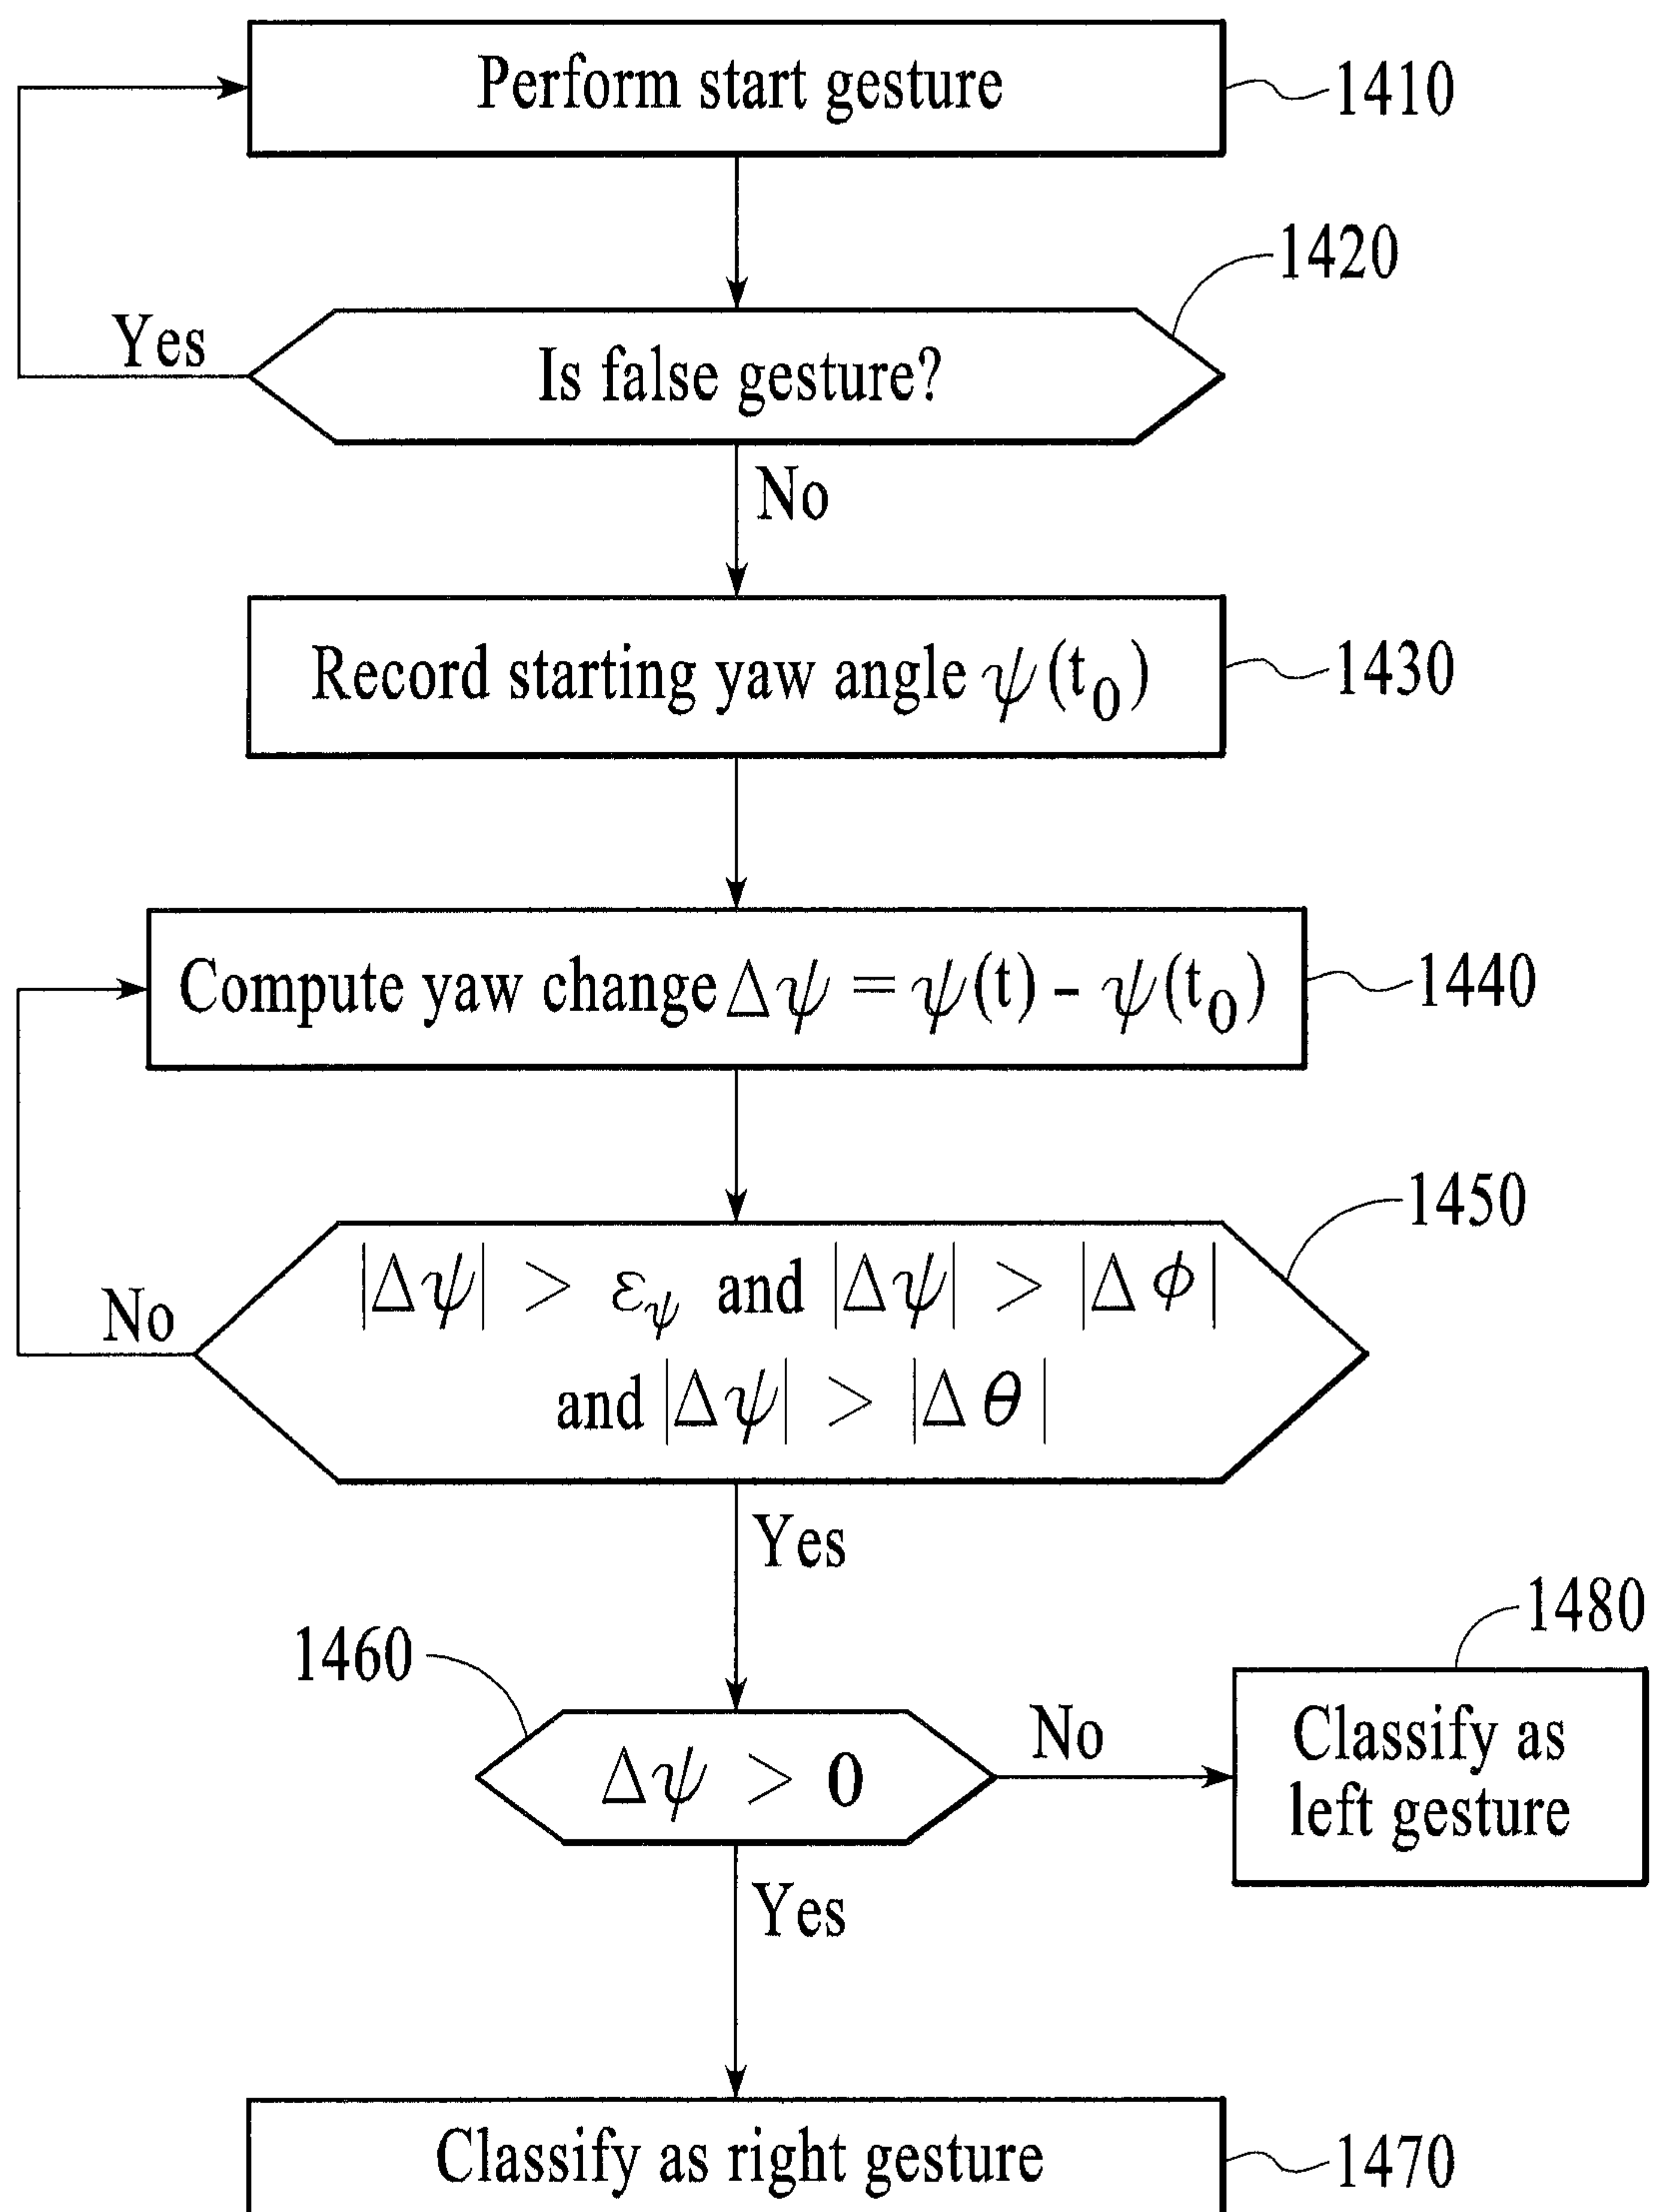 Perform start gesture
1410
1420
Yes
Is false gesture?
No
Record starting yaw angle ψ(t₀)
1430
Compute yaw change Δψ = ψ(t) - ψ(t₀)
1440
1450
|Δψ| > εψ and |Δψ| > |Δϕ|
No
and |Δψ| > |Δθ|
Yes
1480
1460
No
Classify as
Δψ > 0
left gesture
Yes
Classify as right gesture
1470